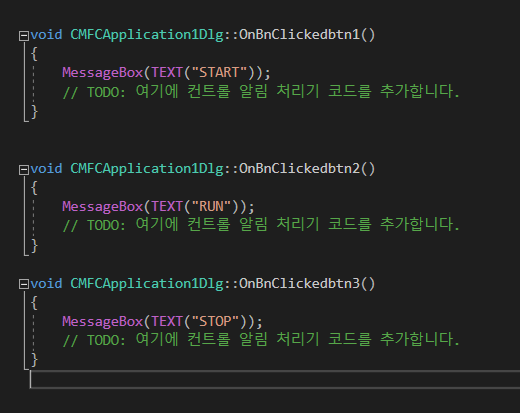 void CMFCApplication1Dlg::OnBnClickedbtn1()
{
    MessageBox(TEXT("START"));
    // TODO: 여기에 컨트롤 알림 처리기 코드를 추가합니다.
}
void CMFCApplication1Dlg::OnBnClickedbtn2()
{
    MessageBox(TEXT("RUN"));
    // TODO: 여기에 컨트롤 알림 처리기 코드를 추가합니다.
}
void CMFCApplication1Dlg::OnBnClickedbtn3()
{
    MessageBox(TEXT("STOP"));
    // TODO: 여기에 컨트롤 알림 처리기 코드를 추가합니다.
}